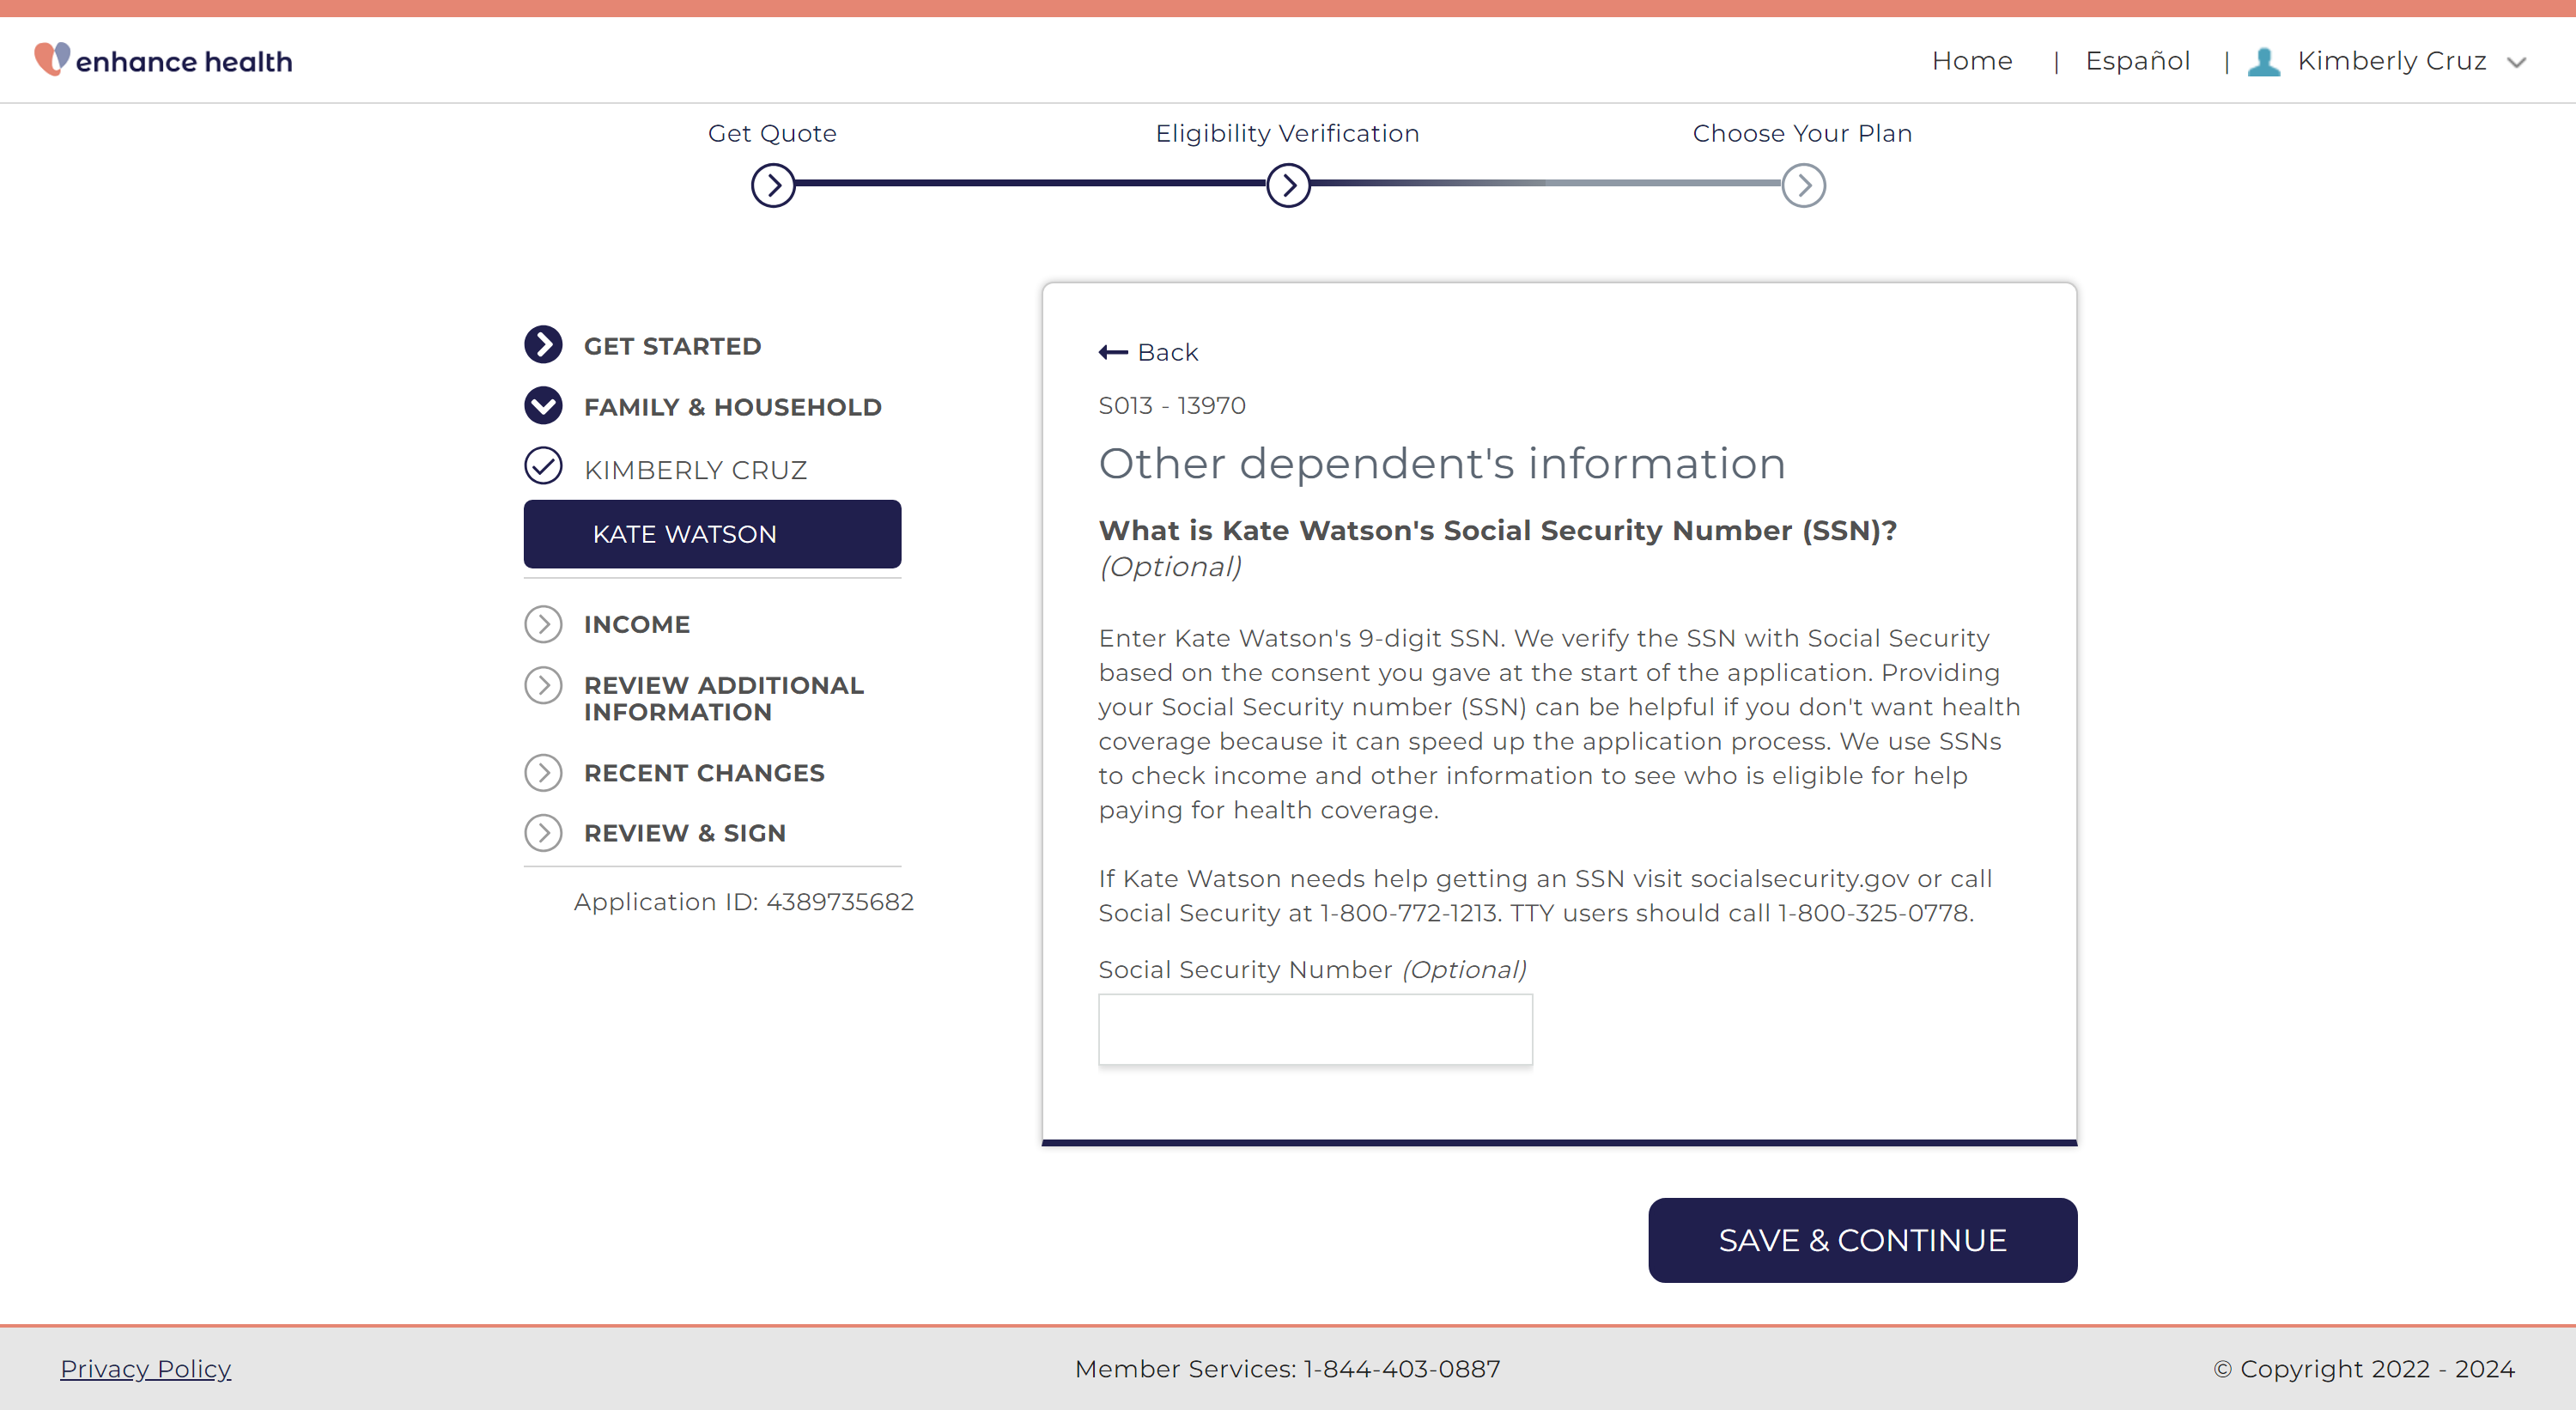 enhance health
Home | Español | Kimberly Cruz
Get Quote
Eligibility Verification
Choose Your Plan
GET STARTED
FAMILY & HOUSEHOLD
KIMBERLY CRUZ
KATE WATSON
INCOME
REVIEW ADDITIONAL
INFORMATION
RECENT CHANGES
REVIEW & SIGN
Application ID: 4389735682
Back
S013 - 13970
Other dependent's information
What is Kate Watson's Social Security Number (SSN)?
(Optional)
Enter Kate Watson's 9-digit SSN. We verify the SSN with Social Security
based on the consent you gave at the start of the application. Providing
your Social Security number (SSN) can be helpful if you don't want health
coverage because it can speed up the application process. We use SSNs
to check income and other information to see who is eligible for help
paying for health coverage.
If Kate Watson needs help getting an SSN visit socialsecurity.gov or call
Social Security at 1-800-772-1213. TTY users should call 1-800-325-0778.
Social Security Number (Optional)
SAVE & CONTINUE
Privacy Policy
Member Services: 1-844-403-0887
© Copyright 2022 - 2024